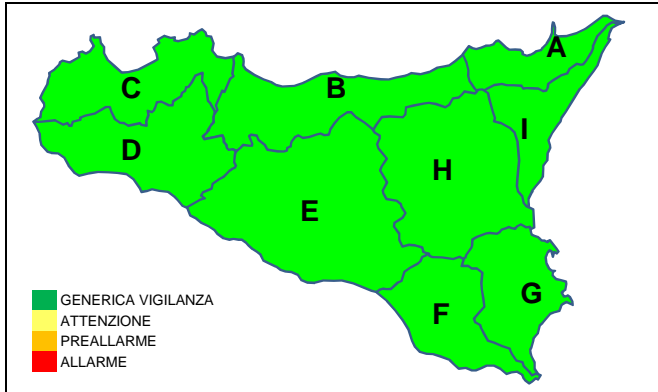 A
C
B
I
D
H
E
G
F
GENERICA VIGILANZA
ATTENZIONE
PREALLARME
ALLARME